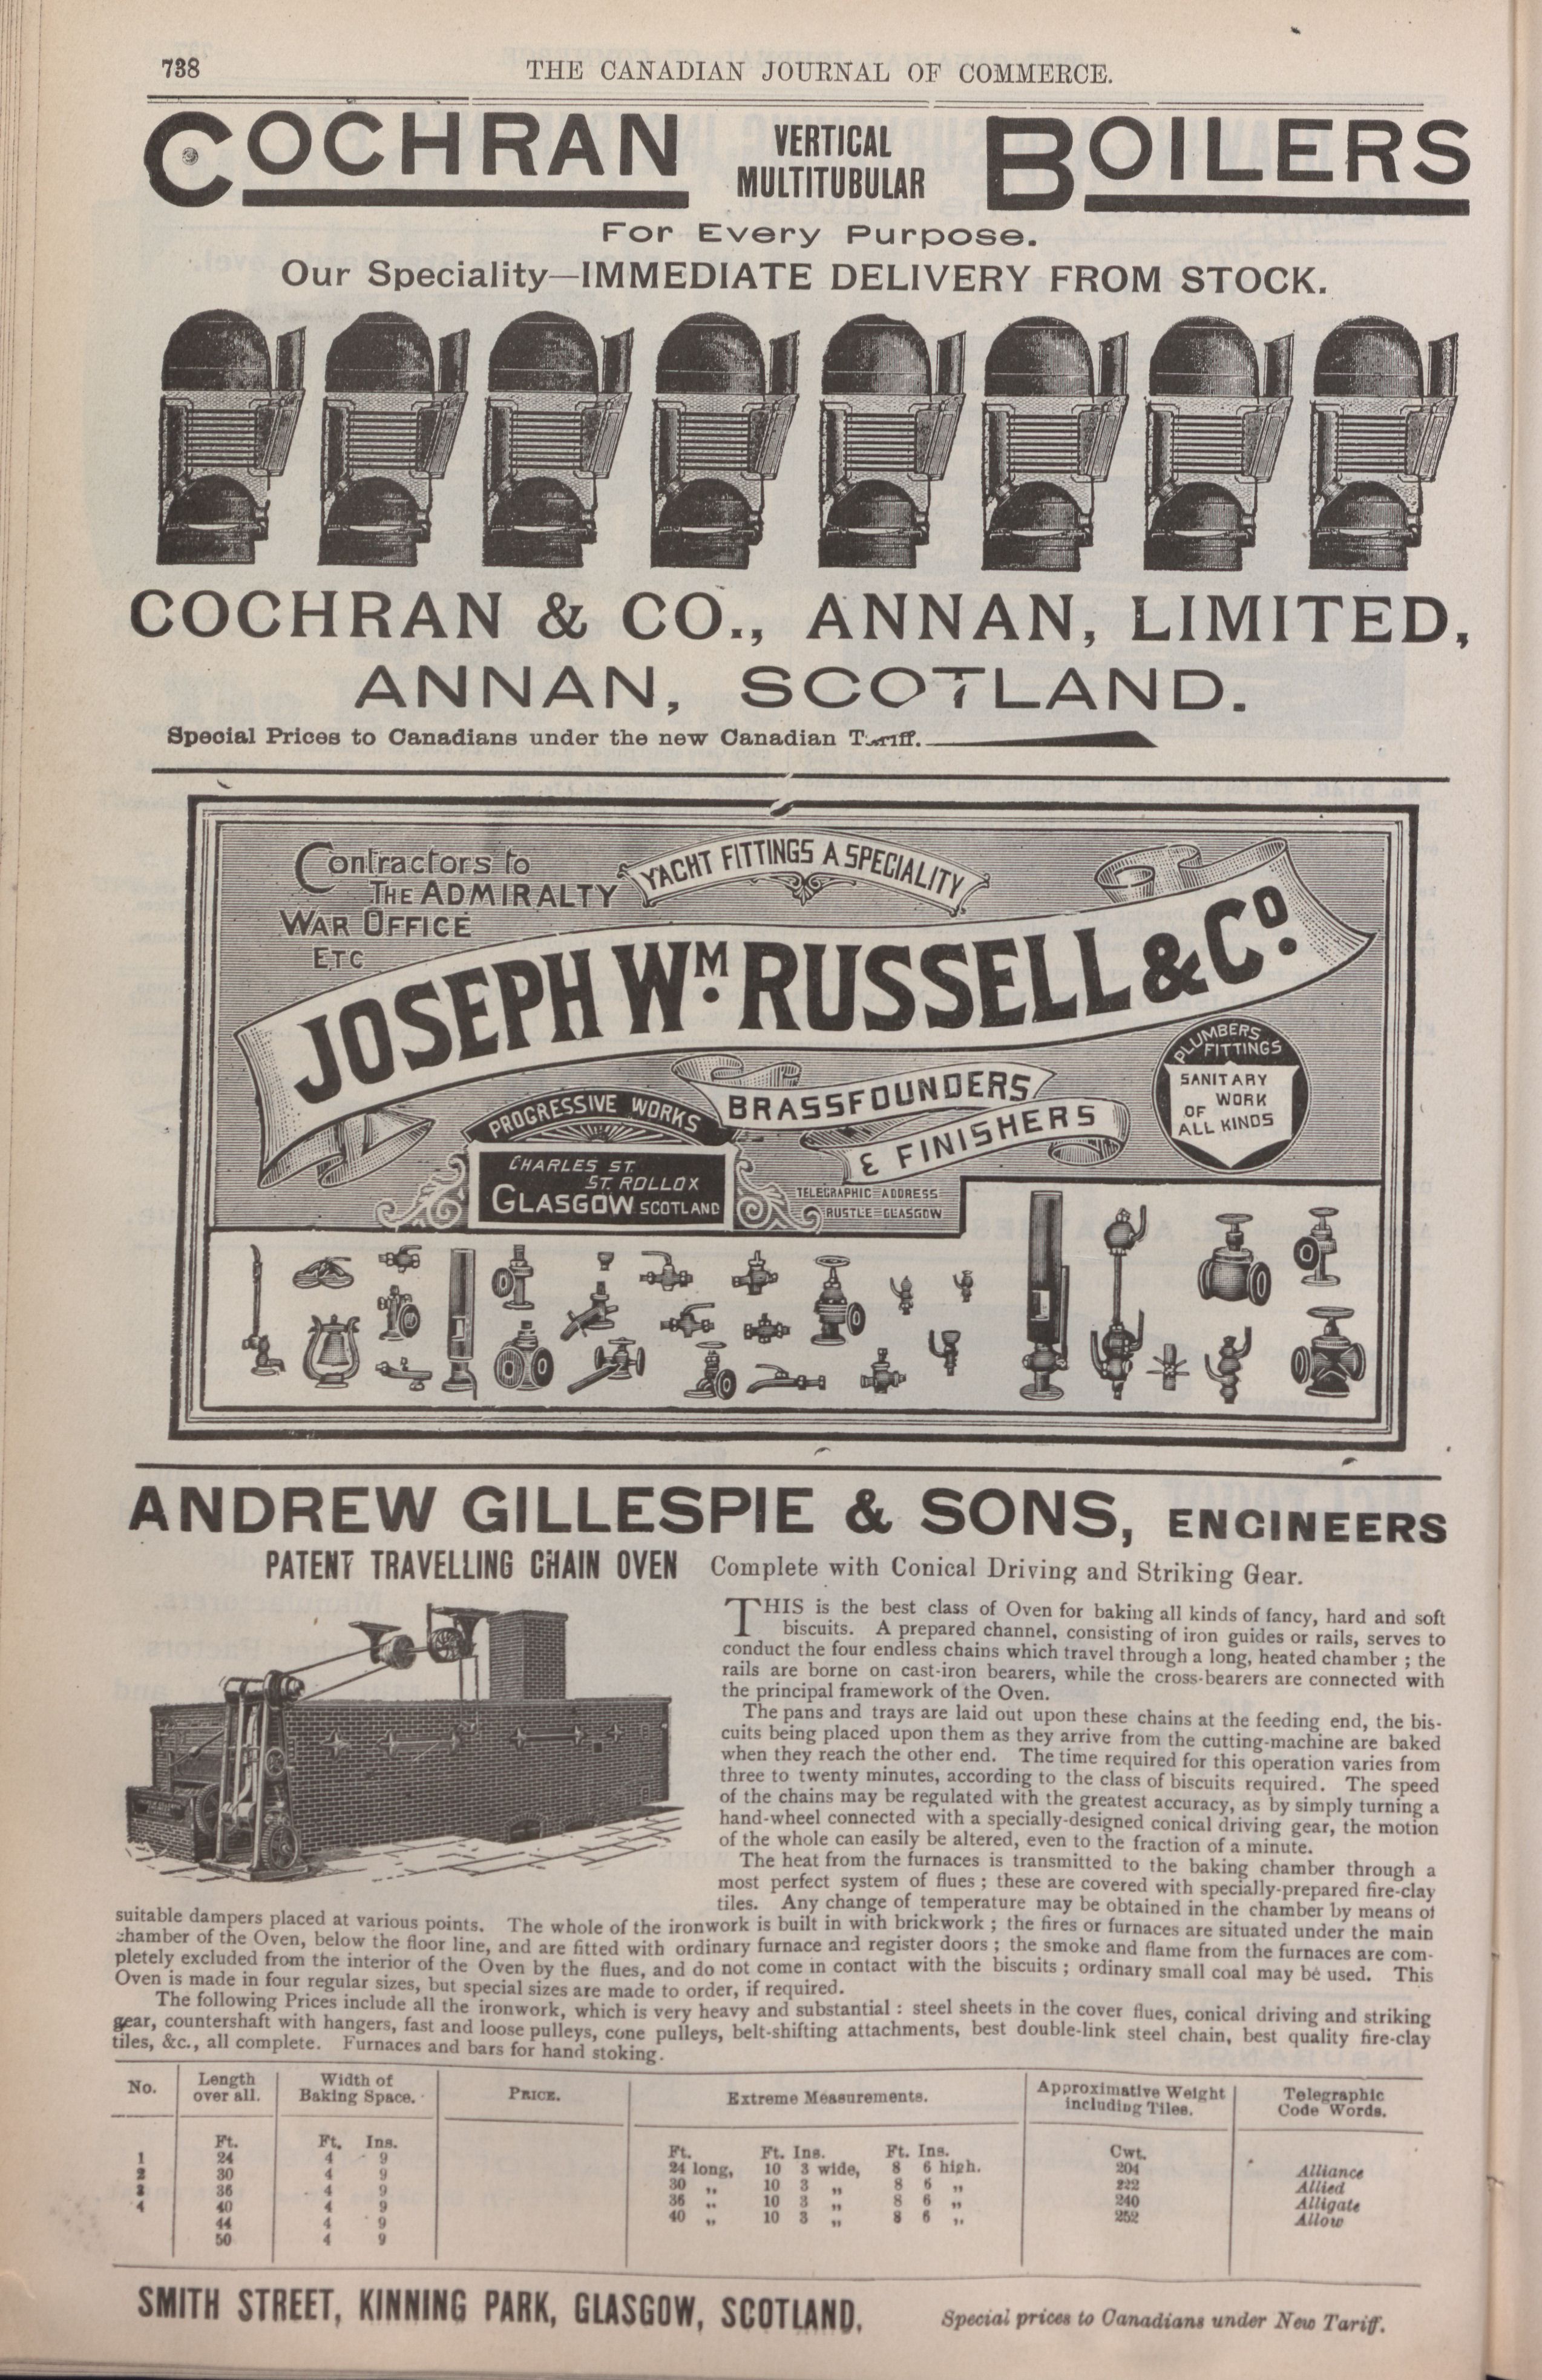 738
THE CANADIAN JOURNAL OF COMMERCE.
COCHRAN VERTICAL MULTITUBULAR BOILERS
For Every Purpose.
Our Speciality—IMMEDIATE DELIVERY FROM STOCK.
COCHRAN & CO., ANNAN, LIMITED,
ANNAN, SCOTLAND.
Special Prices to Canadians under the new Canadian Tariff.
Contractors to
THE ADMIRALTY
WAR OFFICE
ETC
YACHT FITTINGS A SPECIALITY
JOSEPH WM. RUSSELL & CO.
PLUMBERS
FITTINGS
SANITARY
WORK
OF
ALL KINDS
BRASSFOUNDERS
& FINISHERS
PROGRESSIVE WORKS
CHARLES ST.
ST. ROLLOX
GLASGOW SCOTLAND
TELEGRAPHIC ADDRESS
RUSTLE=GLASGOW
ANDREW GILLESPIE & SONS, ENGINEERS
PATENT TRAVELLING CHAIN OVEN Complete with Conical Driving and Striking Gear.
THIS is the best class of Oven for baking all kinds of fancy, hard and soft
biscuits. A prepared channel, consisting of iron guides or rails, serves to
conduct the four endless chains which travel through a long, heated chamber ; the
rails are borne on cast-iron bearers, while the cross-bearers are connected with
the principal framework of the Oven.
The pans and trays are laid out upon these chains at the feeding end, the bis-
cuits being placed upon them as they arrive from the cutting-machine are baked
when they reach the other end. The time required for this operation varies from
three to twenty minutes, according to the class of biscuits required. The speed
of the chains may be regulated with the greatest accuracy, as by simply turning a
hand-wheel connected with a specially-designed conical driving gear, the motion
of the whole can easily be altered, even to the fraction of a minute.
The heat from the furnaces is transmitted to the baking chamber through a
most perfect system of flues ; these are covered with specially-prepared fire-clay
tiles. Any change of temperature may be obtained in the chamber by means of
suitable dampers placed at various points. The whole of the ironwork is built in with brickwork ; the fires or furnaces are situated under the main
chamber of the Oven, below the floor line, and are fitted with ordinary furnace and register doors ; the smoke and flame from the furnaces are com-
pletely excluded from the interior of the Oven by the flues, and do not come in contact with the biscuits ; ordinary small coal may be used. This
Oven is made in four regular sizes, but special sizes are made to order, if required.
The following Prices include all the ironwork, which is very heavy and substantial : steel sheets in the cover flues, conical driving and striking
gear, countershaft with hangers, fast and loose pulleys, cone pulleys, belt-shifting attachments, best double-link steel chain, best quality fire-clay
tiles, &c., all complete. Furnaces and bars for hand stoking.
No. Length over all. Width of Baking Space. PRICE. Extreme Measurements. Approximative Weight including Tiles. Telegraphic Code Words.
Ft. Ft. Ins. Ft. Ft. Ins. Ft. Ins. Cwt.
1 24 4 9 24 long, 10 3 wide, 8 6 high. 204 Alliance
2 30 4 9 30 „ 10 3 „ 8 6 „ 222 Allied
3 36 4 9 36 „ 10 3 „ 8 6 „ 240 Alligate
4 40 4 9 40 „ 10 3 „ 8 6 „ 252 Allow
44 4 9
50 4 9
SMITH STREET, KINNING PARK, GLASGOW, SCOTLAND.
Special prices to Canadians under New Tariff.